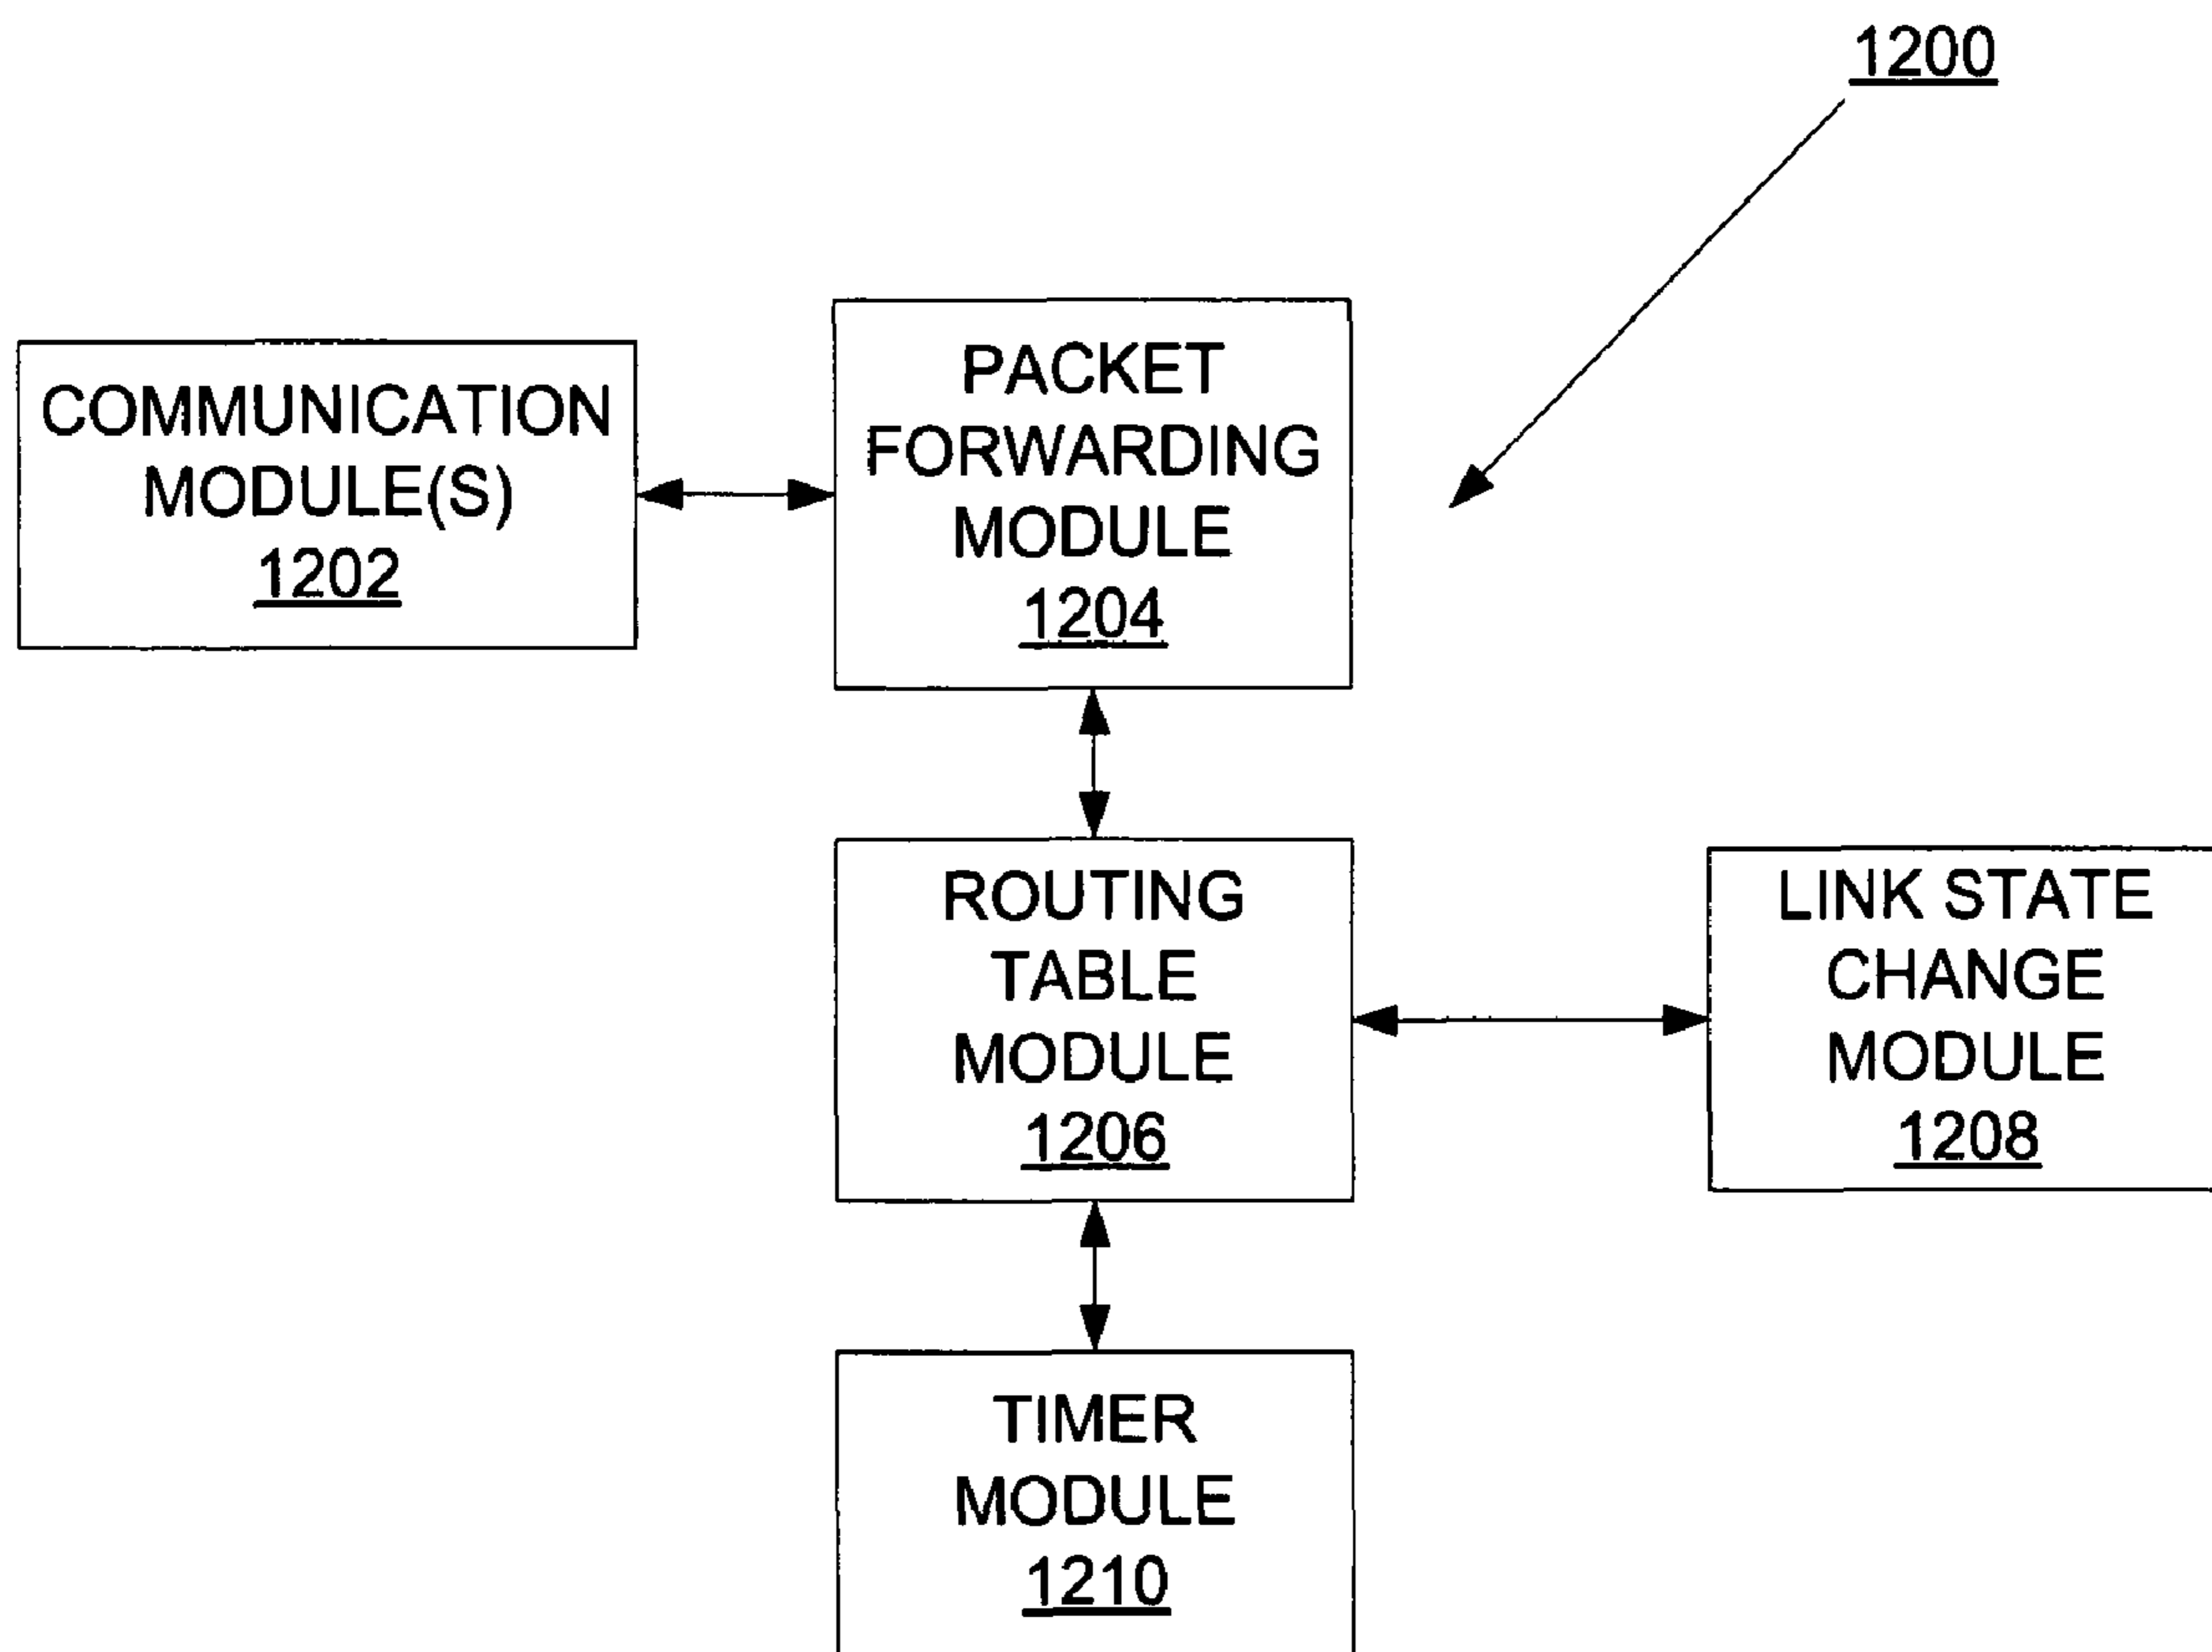 1200
COMMUNICATION
MODULE(S)
1202
PACKET
FORWARDING
MODULE
1204
ROUTING
TABLE
MODULE
1206
LINK STATE
CHANGE
MODULE
1208
TIMER
MODULE
1210